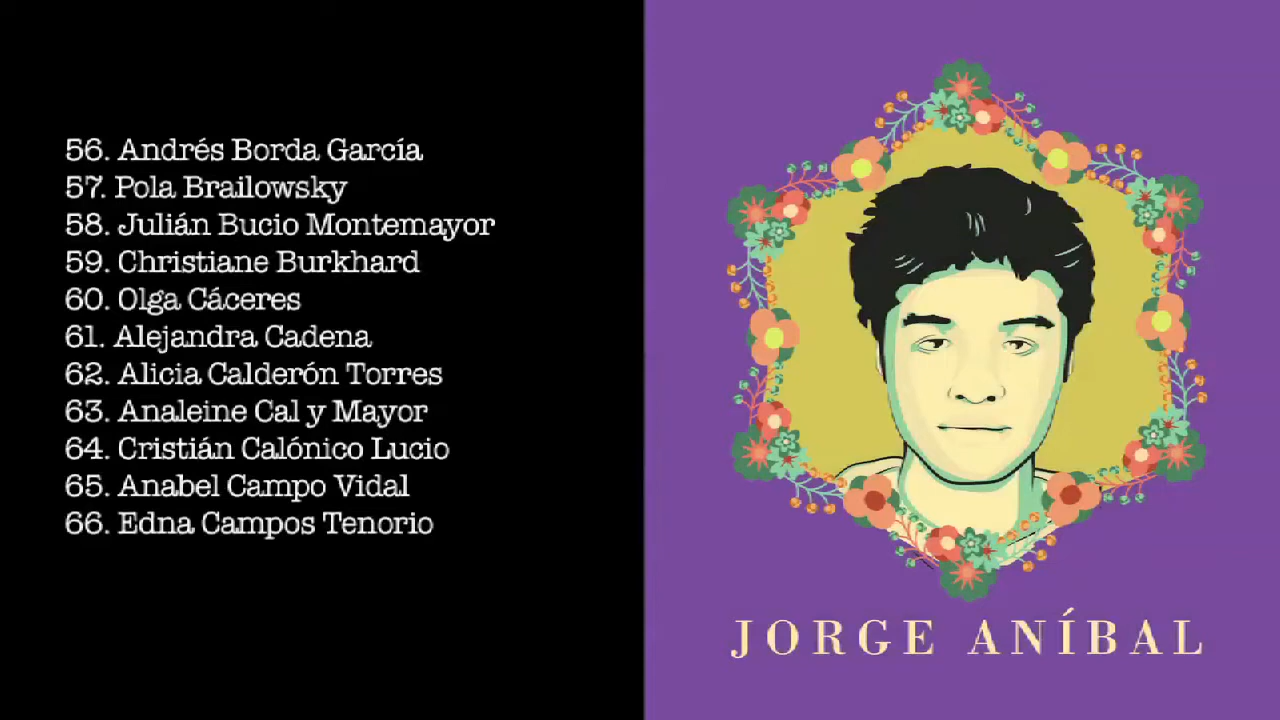 56. Andrés Borda García
57. Pola Brailowsky
58. Julián Bucio Montemayor
59. Christiane Burkhard
60. Olga Cáceres
61. Alejandra Cadena
62. Alicia Calderón Torres
63. Analeine Cal y Mayor
64. Cristián Calónico Lucio
65. Anabel Campo Vidal
66. Edna Campos Tenorio
JORGE ANÍBAL